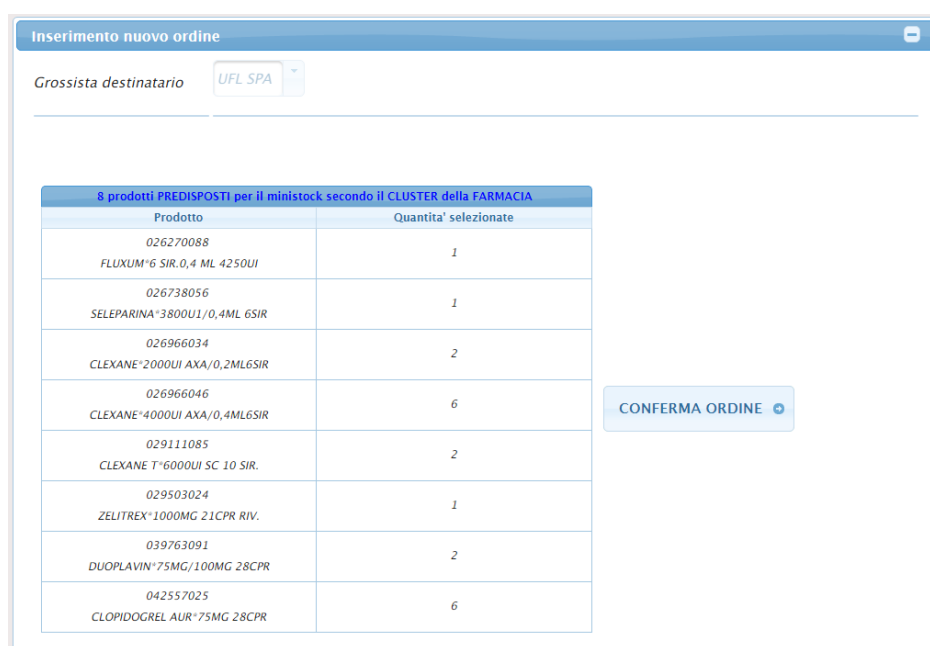 Inserimento nuovo ordine
Grossista destinatario UFL SPA
8 prodotti PREDISPOSTI per il ministock secondo il CLUSTER della FARMACIA
Prodotto Quantita' selezionate
026270088
FLUXUM*6 SIR.0,4 ML 4250UI
1
026738056
SELEPARINA*3800U1/0,4ML 6SIR
1
026966034
CLEXANE*2000UI AXA/0,2ML6SIR
2
026966046
CLEXANE*4000UI AXA/0,4ML6SIR
6
CONFERMA ORDINE
029111085
CLEXANE T*6000UI SC 10 SIR.
2
029503024
ZELITREX*1000MG 21CPR RIV.
1
039763091
DUOPLAVIN*75MG/100MG 28CPR
2
042557025
CLOPIDOGREL AUR*75MG 28CPR
6